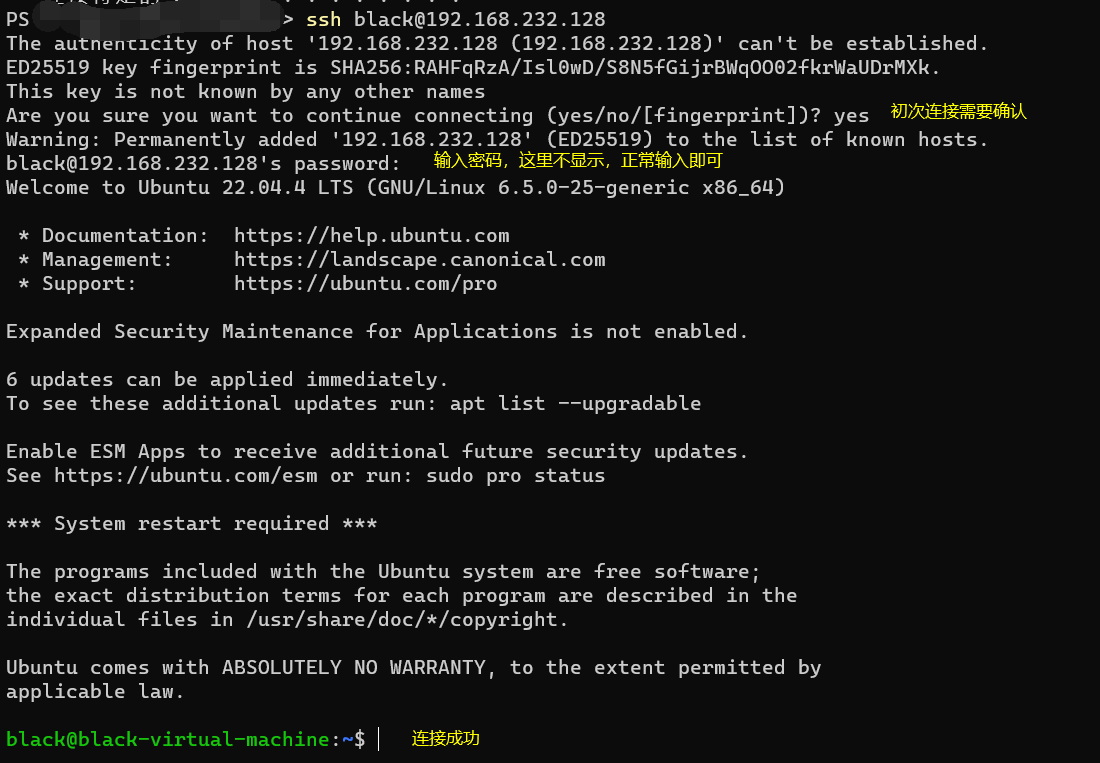 PS > ssh black@192.168.232.128
The authenticity of host '192.168.232.128 (192.168.232.128)' can't be established.
ED25519 key fingerprint is SHA256:RAHFqRzA/Isl0wD/S8N5fGijrBWqOO02fkrWaUDrMXk.
This key is not known by any other names
Are you sure you want to continue connecting (yes/no/[fingerprint])? yes 初次连接需要确认
Warning: Permanently added '192.168.232.128' (ED25519) to the list of known hosts.
black@192.168.232.128's password: 输入密码，这里不显示，正常输入即可
Welcome to Ubuntu 22.04.4 LTS (GNU/Linux 6.5.0-25-generic x86_64)
* Documentation: https://help.ubuntu.com
* Management: https://landscape.canonical.com
* Support: https://ubuntu.com/pro
Expanded Security Maintenance for Applications is not enabled.
6 updates can be applied immediately.
To see these additional updates run: apt list --upgradable
Enable ESM Apps to receive additional future security updates.
See https://ubuntu.com/esm or run: sudo pro status
*** System restart required ***
The programs included with the Ubuntu system are free software;
the exact distribution terms for each program are described in the
individual files in /usr/share/doc/*/copyright.
Ubuntu comes with ABSOLUTELY NO WARRANTY, to the extent permitted by
applicable law.
black@black-virtual-machine:~$ 连接成功